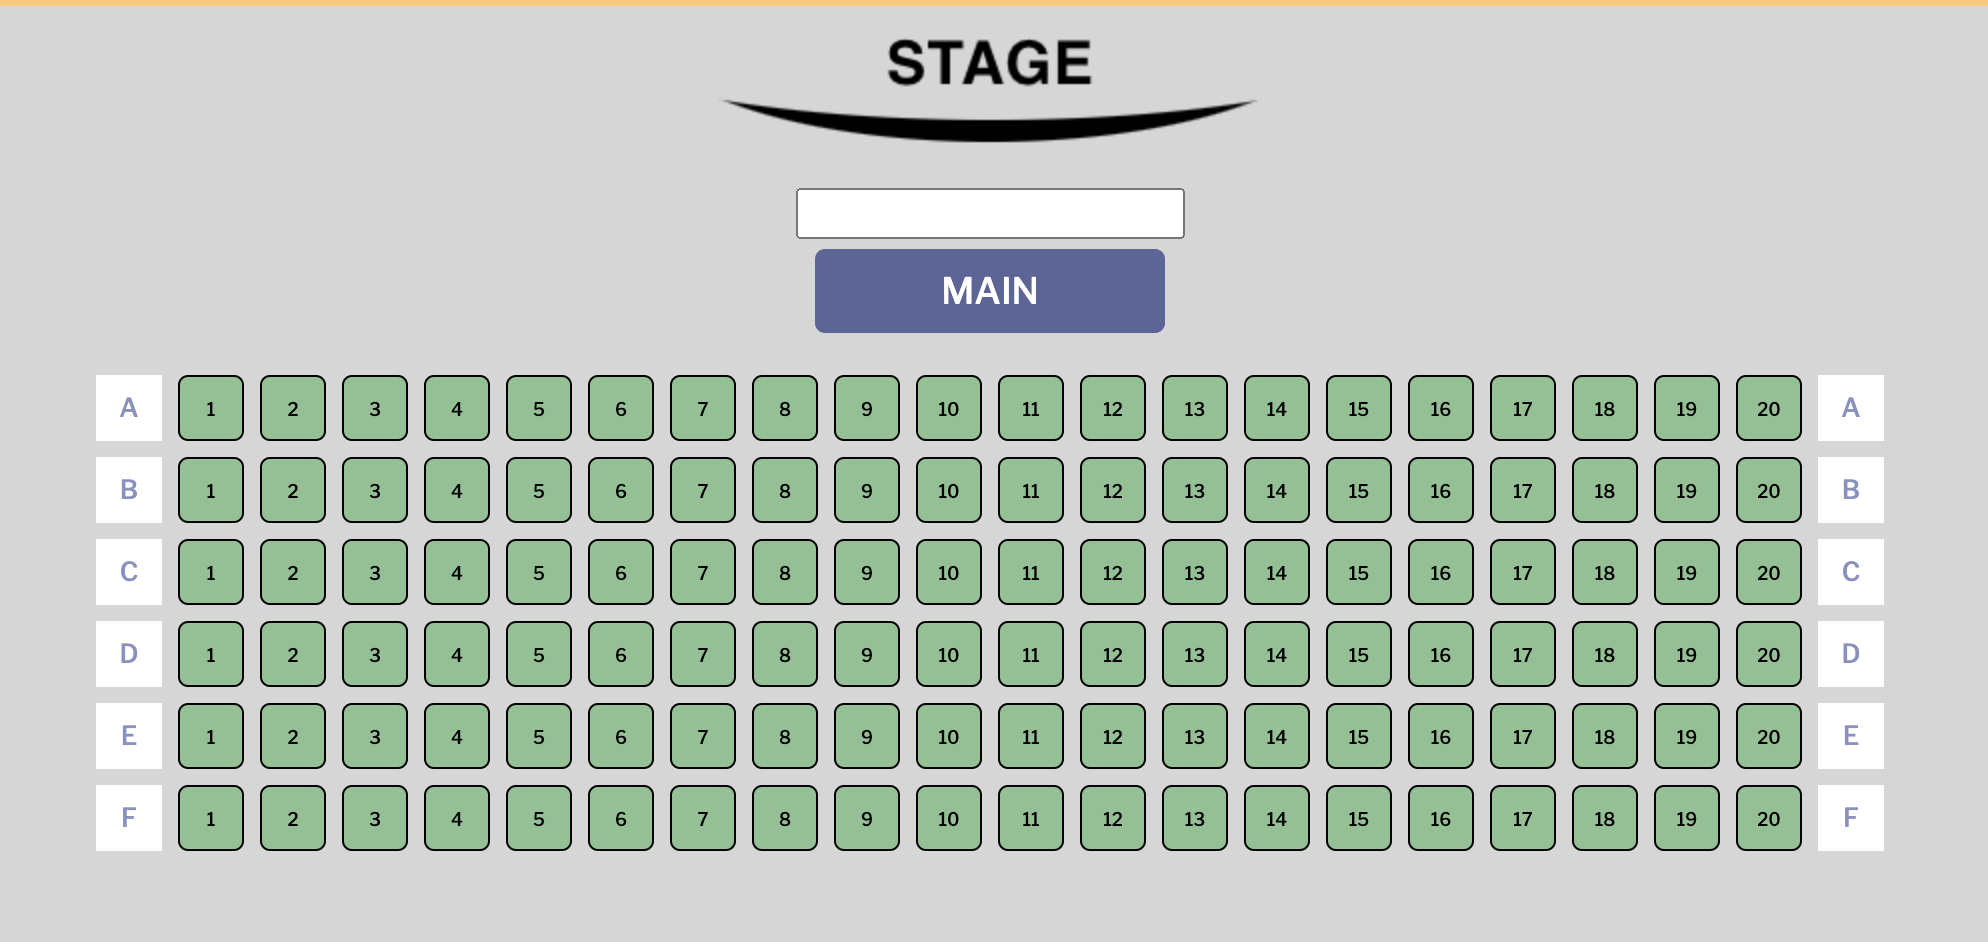 STAGE
MAIN
A 1 2 3 4 5 6 7 8 9 10 11 12 13 14 15 16 17 18 19 20 A
B 1 2 3 4 5 6 7 8 9 10 11 12 13 14 15 16 17 18 19 20 B
C 1 2 3 4 5 6 7 8 9 10 11 12 13 14 15 16 17 18 19 20 C
D 1 2 3 4 5 6 7 8 9 10 11 12 13 14 15 16 17 18 19 20 D
E 1 2 3 4 5 6 7 8 9 10 11 12 13 14 15 16 17 18 19 20 E
F 1 2 3 4 5 6 7 8 9 10 11 12 13 14 15 16 17 18 19 20 F